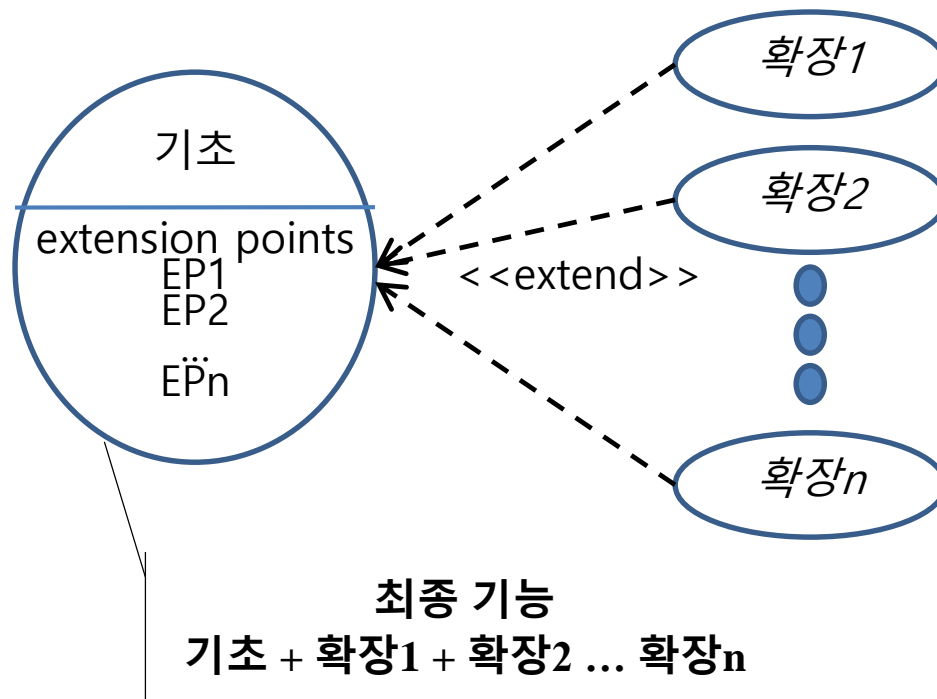 기초
extension points
EP1
EP2
...
EPn
확장1
확장2
<<extend>>
확장n
최종 기능
기초 + 확장1 + 확장2 ... 확장n